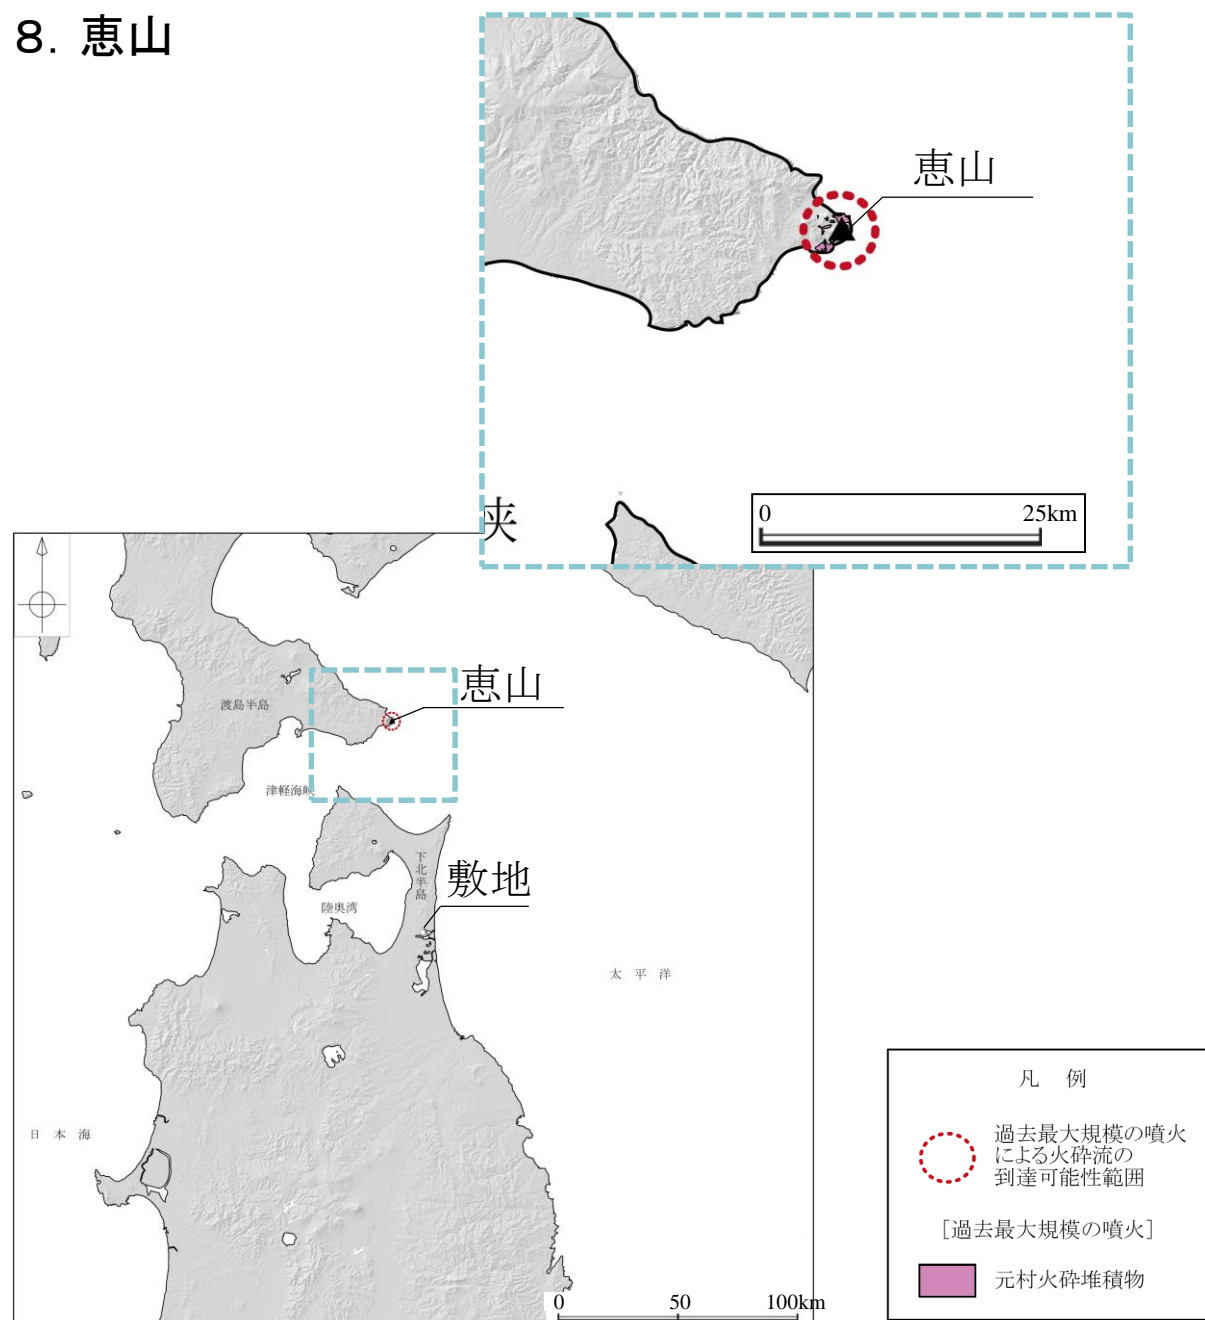 8. 恵山
恵山
狭
0 25km
恵山
渡島半島
津軽海峡
下北半島
敷地
陸奥湾
太平洋
日本海
0 50 100km
凡 例
過去最大規模の噴火
による火砕流の
到達可能性範囲
[過去最大規模の噴火]
元村火砕堆積物